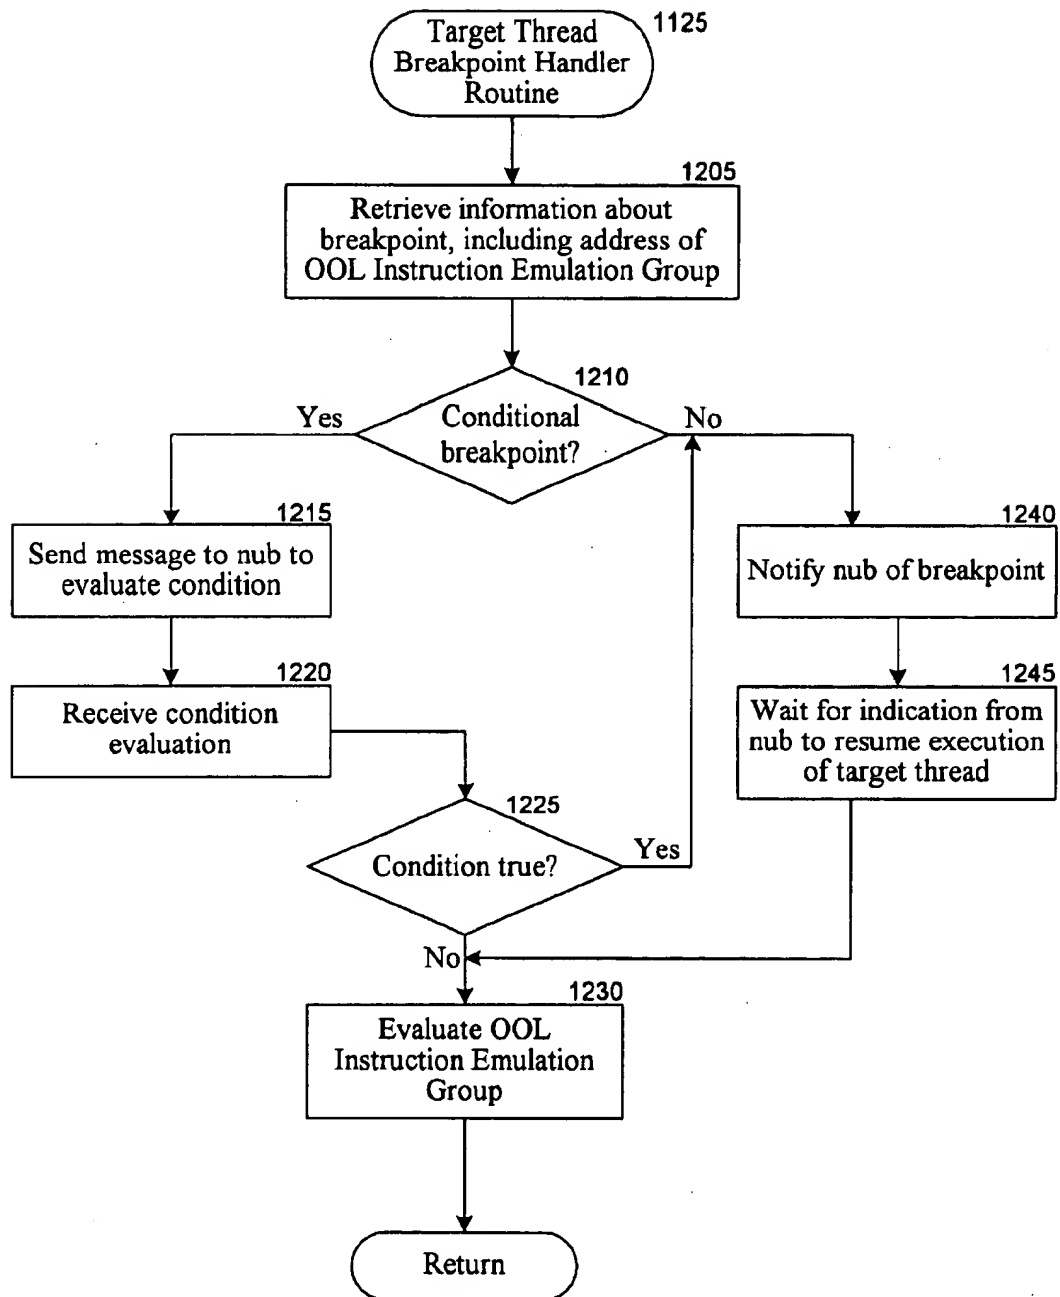 Target Thread
Breakpoint Handler
Routine
1125
1205
Retrieve information about
breakpoint, including address of
OOL Instruction Emulation Group
1210
Conditional
breakpoint?
Yes
No
1215
Send message to nub to
evaluate condition
1240
Notify nub of breakpoint
1220
Receive condition
evaluation
1245
Wait for indication from
nub to resume execution
of target thread
1225
Condition true?
Yes
No
1230
Evaluate OOL
Instruction Emulation
Group
Return